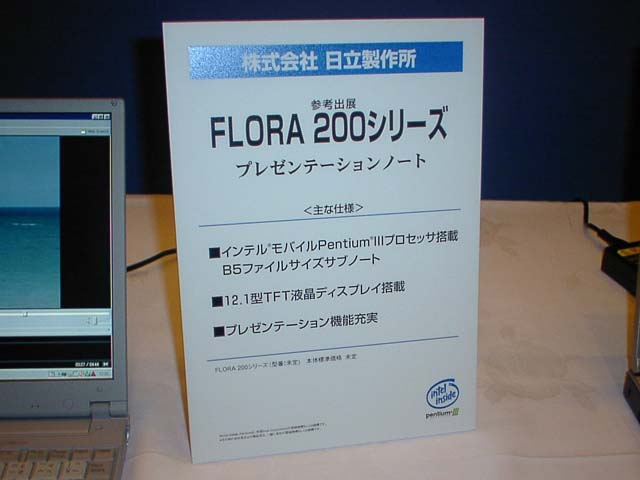 株式会社 日立製作所
参考出展
FLORA 200シリーズ
プレゼンテーションノート
<主な仕様>
■インテル®モバイルPentium®IIIプロセッサ搭載
B5ファイルサイズサブノート
■12.1型TFT液晶ディスプレイ搭載
■プレゼンテーション機能充実
FLORA 200シリーズ（型番:未定） 本体標準価格:未定
intel
inside
pentium III